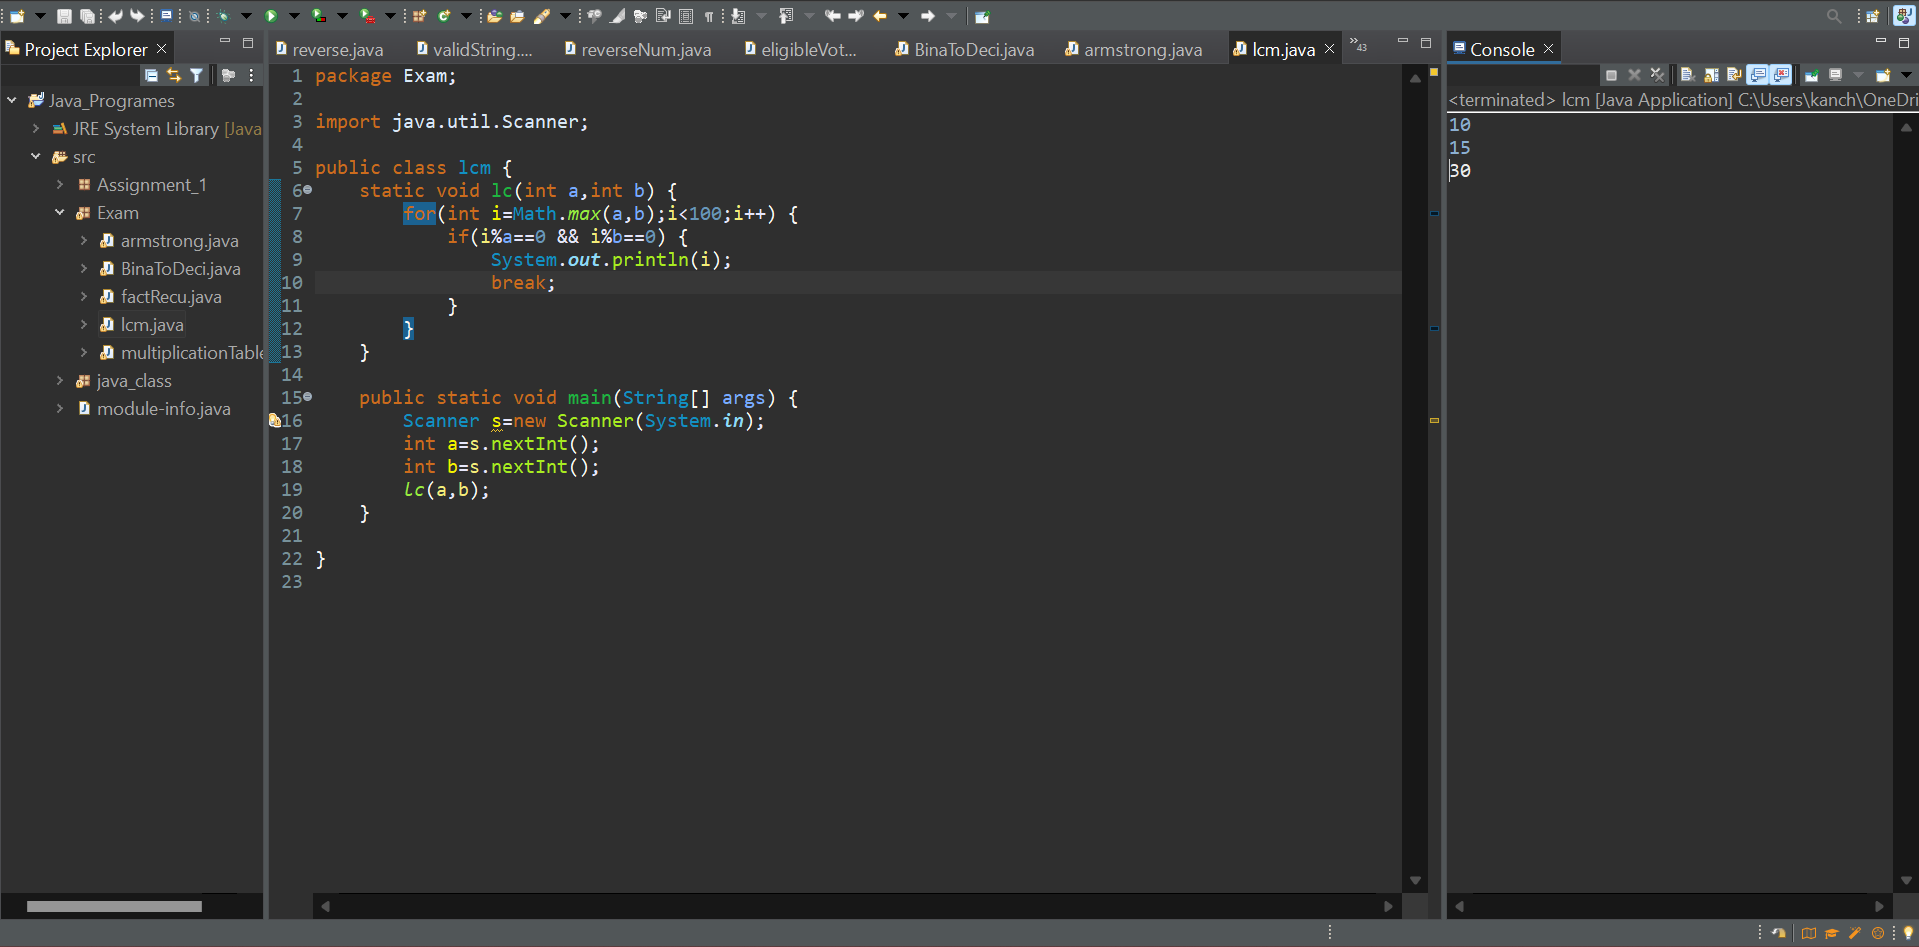 Project Explorer
reverse.java
validString....
reverseNum.java
eligibleVot...
BinaToDeci.java
armstrong.java
lcm.java
»43
Console
Java_Programes
JRE System Library [Java
src
Assignment_1
Exam
armstrong.java
BinaToDeci.java
factRecu.java
lcm.java
multiplicationTable
java_class
module-info.java
1 package Exam;
2
3 import java.util.Scanner;
4
5 public class lcm {
6 static void lc(int a,int b) {
7 for(int i=Math.max(a,b);i<100;i++) {
8 if(i%a==0 && i%b==0) {
9 System.out.println(i);
10 break;
11 }
12 }
13 }
14
15 public static void main(String[] args) {
16 Scanner s=new Scanner(System.in);
17 int a=s.nextInt();
18 int b=s.nextInt();
19 lc(a,b);
20 }
21
22 }
23
<terminated> lcm [Java Application] C:\Users\kanch\OneDri
10
15
30